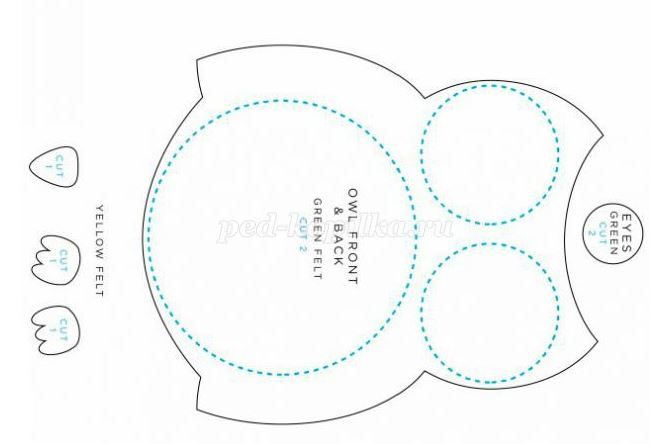 EYES
GREEN
CUT
2
OWL FRONT
& BACK
GREEN FELT
CUT 2
ped-kopilka.ru
YELLOW FELT
CUT
1
CUT
1
CUT
1